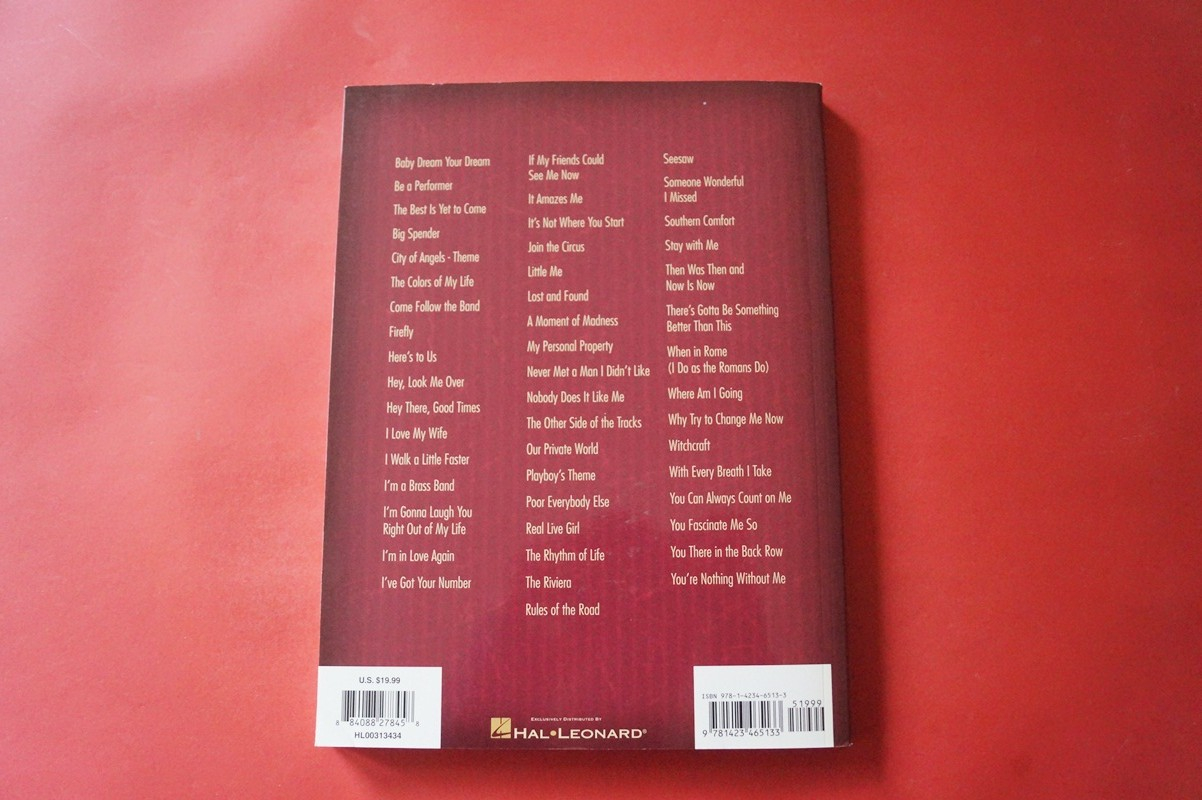 Baby Dream Your Dream
Be a Performer
The Best Is Yet to Come
Big Spender
City of Angels - Theme
The Colors of My Life
Come Follow the Band
Firefly
Here's to Us
Hey, Look Me Over
Hey There, Good Times
I Love My Wife
I Walk a Little Faster
I'm a Brass Band
I'm Gonna Laugh You
Right Out of My Life
I'm in Love Again
I've Got Your Number
If My Friends Could
See Me Now
It Amazes Me
It's Not Where You Start
Join the Circus
Little Me
Lost and Found
A Moment of Madness
My Personal Property
Never Met a Man I Didn't Like
Nobody Does It Like Me
The Other Side of the Tracks
Our Private World
Playboy's Theme
Poor Everybody Else
Real Live Girl
The Rhythm of Life
The Riviera
Rules of the Road
Seesaw
Someone Wonderful
I Missed
Southern Comfort
Stay with Me
Then Was Then and
Now Is Now
There's Gotta Be Something
Better Than This
When in Rome
(I Do as the Romans Do)
Where Am I Going
Why Try to Change Me Now
Witchcraft
With Every Breath I Take
You Can Always Count on Me
You Fascinate Me So
You There in the Back Row
You're Nothing Without Me
U.S. $19.99
8 84088 27845 8
HL00313434
EXCLUSIVELY DISTRIBUTED BY
HAL•LEONARD®
ISBN 978-1-4234-6513-3
51999
9 781423 465133